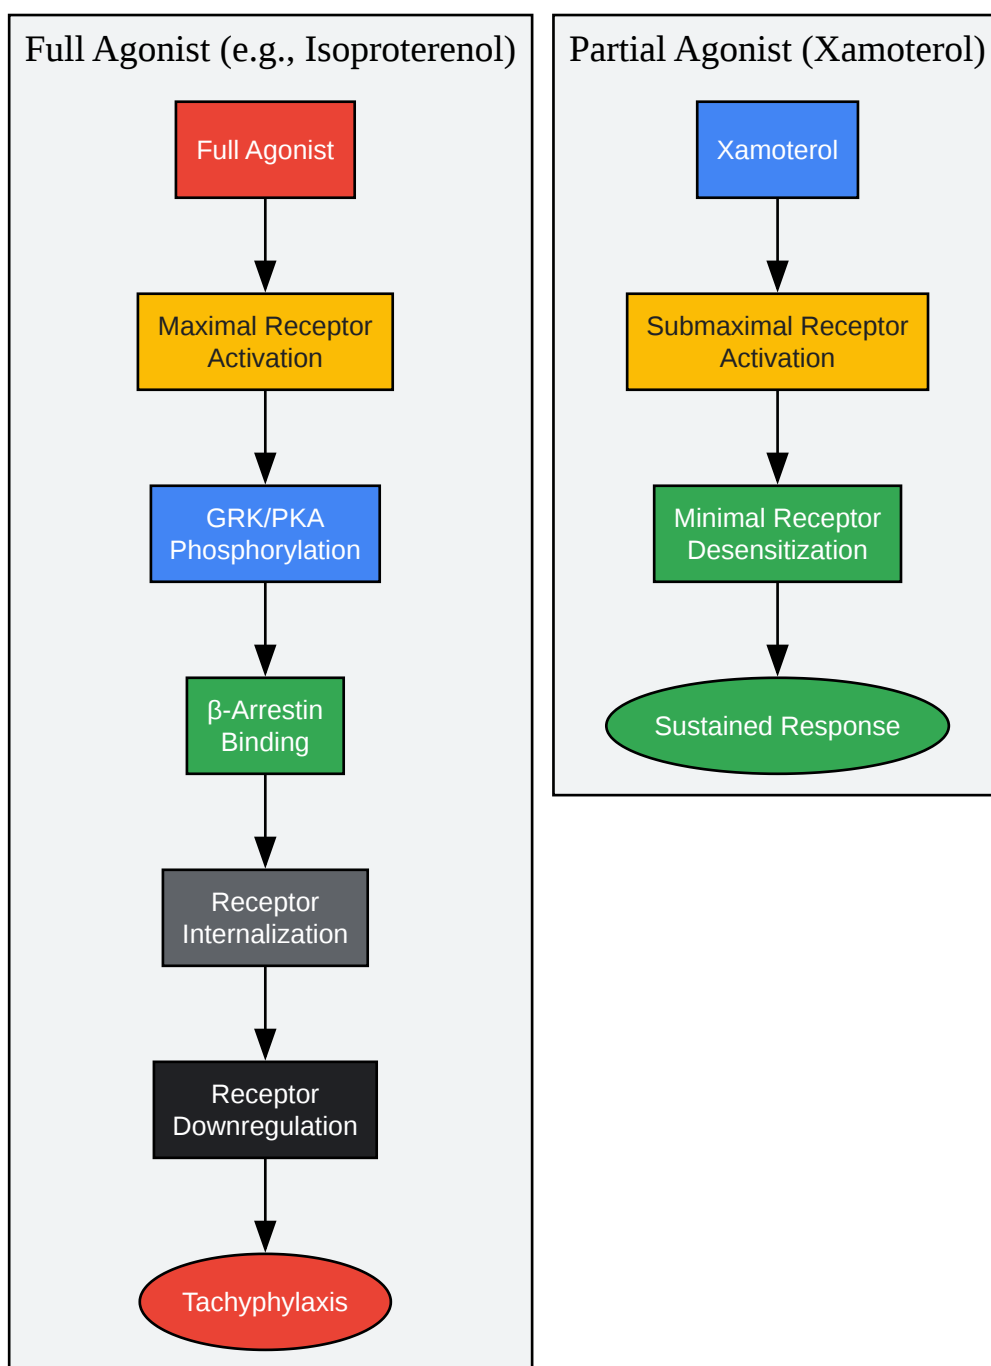 Full Agonist (e.g., Isoproterenol)
Full Agonist
Maximal Receptor
Activation
GRK/PKA
Phosphorylation
β-Arrestin
Binding
Receptor
Internalization
Receptor
Downregulation
Tachyphylaxis
Partial Agonist (Xamoterol)
Xamoterol
Submaximal Receptor
Activation
Minimal Receptor
Desensitization
Sustained Response